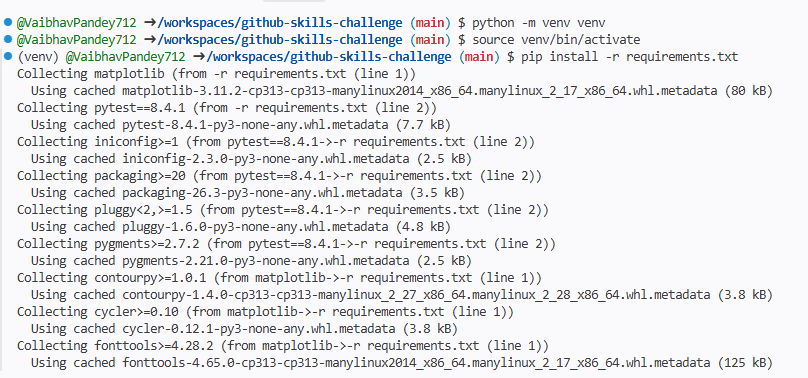 @VaibhavPandey712 ➜/workspaces/github-skills-challenge (main) $ python -m venv venv
@VaibhavPandey712 ➜/workspaces/github-skills-challenge (main) $ source venv/bin/activate
(venv) @VaibhavPandey712 ➜/workspaces/github-skills-challenge (main) $ pip install -r requirements.txt
Collecting matplotlib (from -r requirements.txt (line 1))
Using cached matplotlib-3.11.2-cp313-cp313-manylinux2014_x86_64.manylinux_2_17_x86_64.whl.metadata (80 kB)
Collecting pytest==8.4.1 (from -r requirements.txt (line 2))
Using cached pytest-8.4.1-py3-none-any.whl.metadata (7.7 kB)
Collecting iniconfig>=1 (from pytest==8.4.1->-r requirements.txt (line 2))
Using cached iniconfig-2.3.0-py3-none-any.whl.metadata (2.5 kB)
Collecting packaging>=20 (from pytest==8.4.1->-r requirements.txt (line 2))
Using cached packaging-26.3-py3-none-any.whl.metadata (3.5 kB)
Collecting pluggy<2,>=1.5 (from pytest==8.4.1->-r requirements.txt (line 2))
Using cached pluggy-1.6.0-py3-none-any.whl.metadata (4.8 kB)
Collecting pygments>=2.7.2 (from pytest==8.4.1->-r requirements.txt (line 2))
Using cached pygments-2.21.0-py3-none-any.whl.metadata (2.5 kB)
Collecting contourpy>=1.0.1 (from matplotlib->-r requirements.txt (line 1))
Using cached contourpy-1.4.0-cp313-cp313-manylinux_2_27_x86_64.manylinux_2_28_x86_64.whl.metadata (3.8 kB)
Collecting cycler>=0.10 (from matplotlib->-r requirements.txt (line 1))
Using cached cycler-0.12.1-py3-none-any.whl.metadata (3.8 kB)
Collecting fonttools>=4.28.2 (from matplotlib->-r requirements.txt (line 1))
Using cached fonttools-4.65.0-cp313-cp313-manylinux2014_x86_64.manylinux_2_17_x86_64.whl.metadata (125 kB)